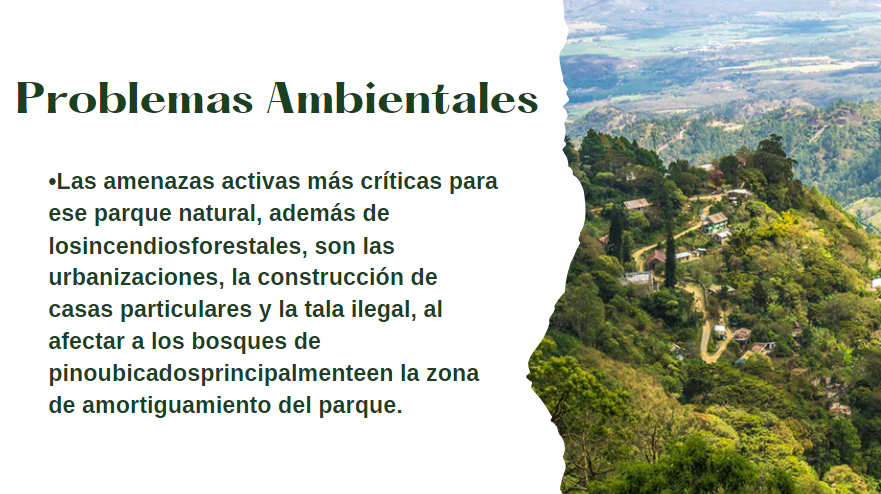 Problemas Ambientales
•Las amenazas activas más críticas para
ese parque natural, además de
losincendiosforestales, son las
urbanizaciones, la construcción de
casas particulares y la tala ilegal, al
afectar a los bosques de
pinoubicadosprincipalmenteen la zona
de amortiguamiento del parque.